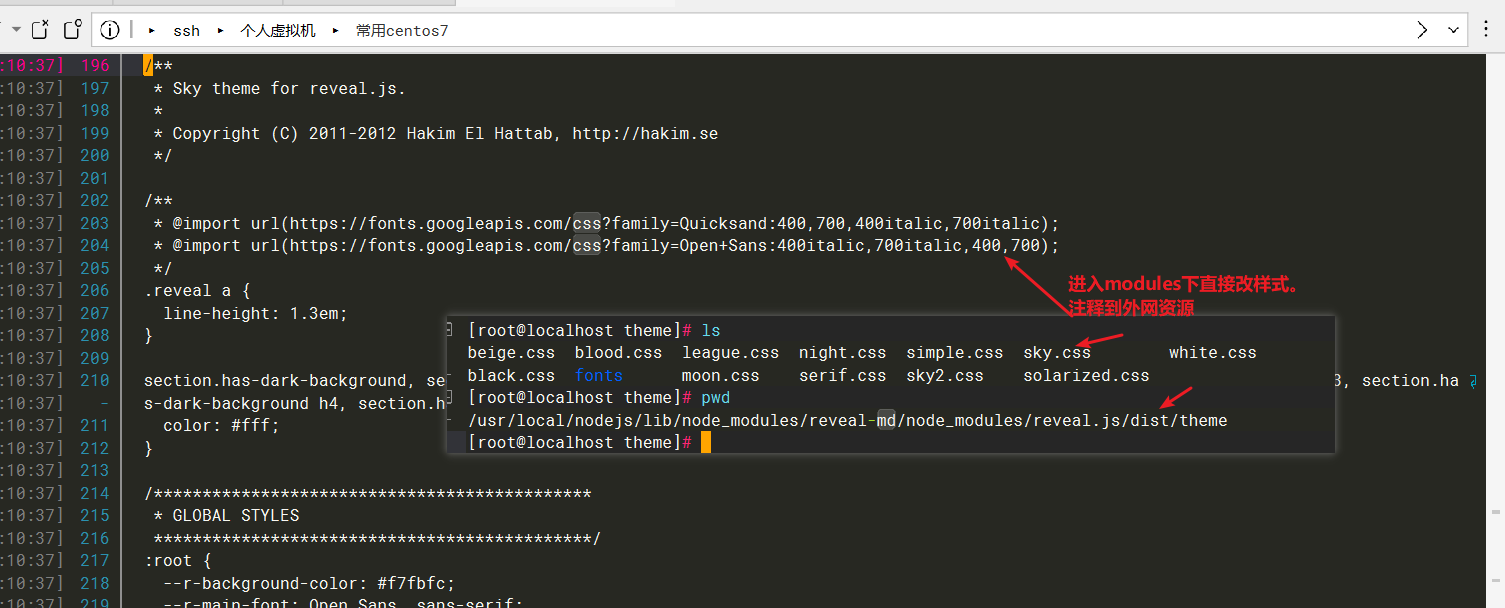 ssh ▸ 个人虚拟机 ▸ 常用centos7
:10:37] 196 /**
:10:37] 197 * Sky theme for reveal.js.
:10:37] 198 *
:10:37] 199 * Copyright (C) 2011-2012 Hakim El Hattab, http://hakim.se
:10:37] 200 */
:10:37] 201
:10:37] 202 /**
:10:37] 203 * @import url(https://fonts.googleapis.com/css?family=Quicksand:400,700,400italic,700italic);
:10:37] 204 * @import url(https://fonts.googleapis.com/css?family=Open+Sans:400italic,700italic,400,700);
:10:37] 205 */
:10:37] 206 .reveal a {
:10:37] 207 line-height: 1.3em;
:10:37] 208 }
:10:37] 209
:10:37] 210 section.has-dark-background, se
3, section.ha
:10:37] - s-dark-background h4, section.h
:10:37] 211 color: #fff;
:10:37] 212 }
:10:37] 213
:10:37] 214 /*********************************************
:10:37] 215 * GLOBAL STYLES
:10:37] 216 *********************************************/
:10:37] 217 :root {
:10:37] 218 --r-background-color: #f7fbfc;
:10:37] 219 --r-main-font: Open Sans, sans-serif;
进入modules下直接改样式。
注释到外网资源
[root@localhost theme]# ls
beige.css blood.css league.css night.css simple.css sky.css white.css
black.css fonts moon.css serif.css sky2.css solarized.css
[root@localhost theme]# pwd
/usr/local/nodejs/lib/node_modules/reveal-md/node_modules/reveal.js/dist/theme
[root@localhost theme]#